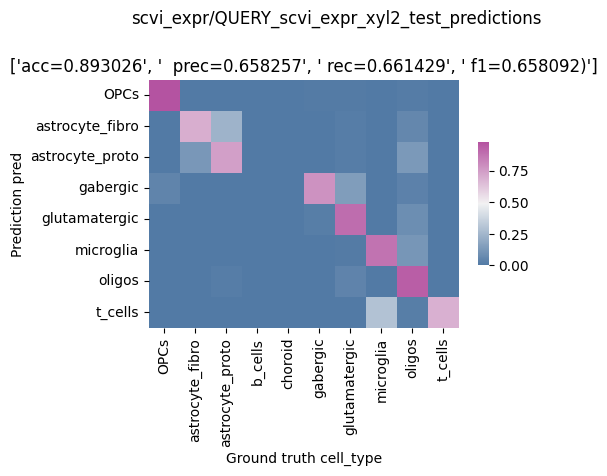 scvi_expr/QUERY_scvi_expr_xyl2_test_predictions
['acc=0.893026', '  prec=0.658257', ' rec=0.661429', ' f1=0.658092)']
OPCs
astrocyte_fibro
astrocyte_proto
gabergic
glutamatergic
microglia
oligos
t_cells
Prediction pred
0.75
0.50
0.25
0.00
OPCs
astrocyte_fibro
astrocyte_proto
b_cells
choroid
gabergic
glutamatergic
microglia
oligos
t_cells
Ground truth cell_type